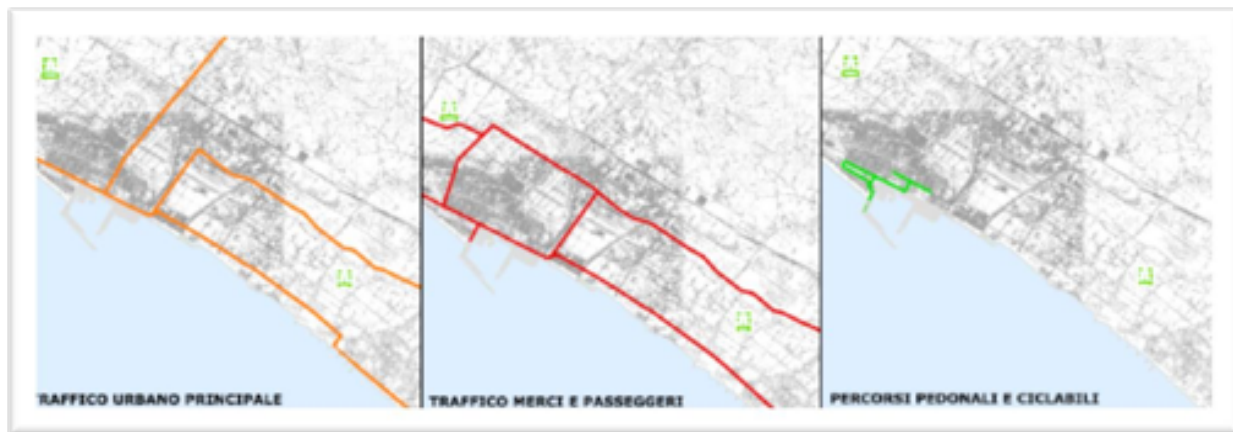 TRAFFICO URBANO PRINCIPALE
TRAFFICO MERCI E PASSEGGERI
PERCORSI PEDONALI E CICLABILI